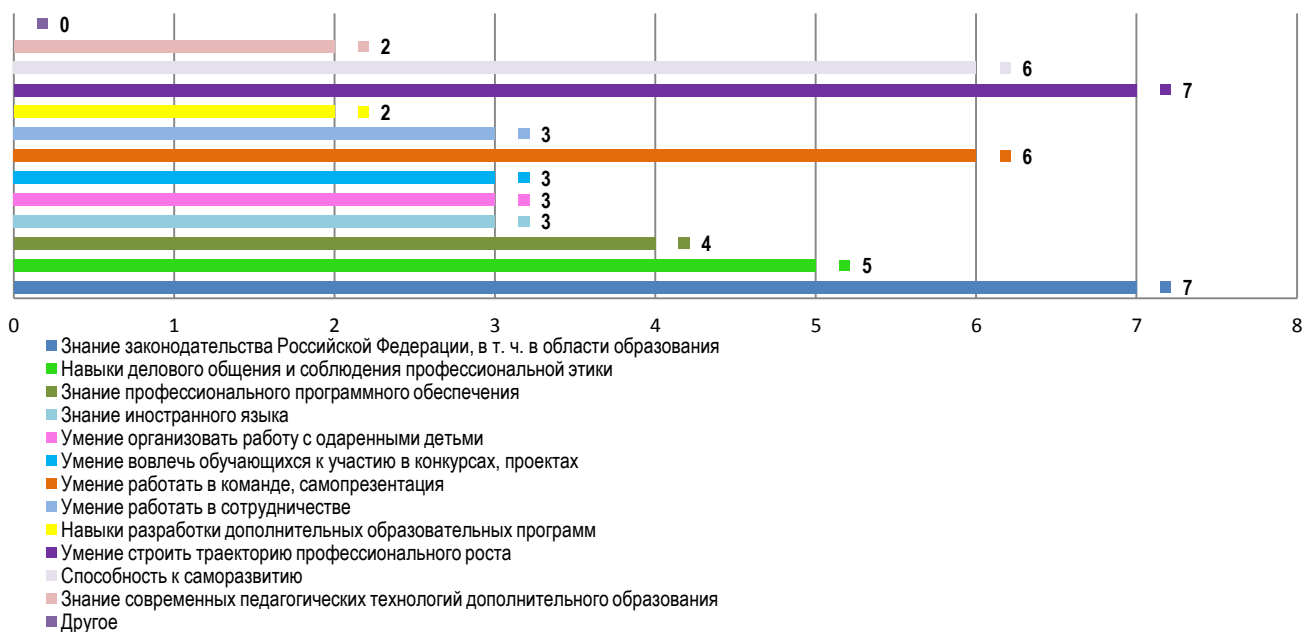 0
2
6
7
2
3
6
3
3
3
4
5
7
0 1 2 3 4 5 6 7 8
Знание законодательства Российской Федерации, в т. ч. в области образования
Навыки делового общения и соблюдения профессиональной этики
Знание профессионального программного обеспечения
Знание иностранного языка
Умение организовать работу с одаренными детьми
Умение вовлечь обучающихся к участию в конкурсах, проектах
Умение работать в команде, самопрезентация
Умение работать в сотрудничестве
Навыки разработки дополнительных образовательных программ
Умение строить траекторию профессионального роста
Способность к саморазвитию
Знание современных педагогических технологий дополнительного образования
Другое